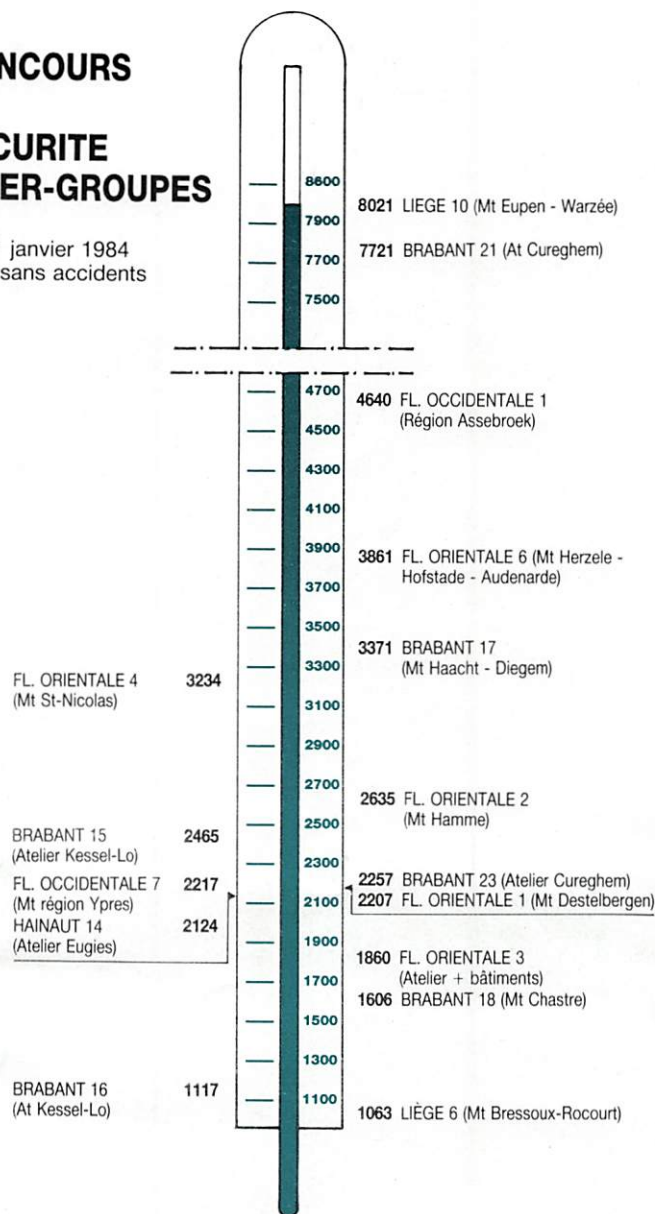 NCOURS
CURITE
ER-GROUPES
janvier 1984
sans accidents
8600
7900
7700
7500
4700
4500
4300
4100
3900
3700
3500
3300
3100
2900
2700
2500
2300
2100
1900
1700
1500
1300
1100
8021 LIEGE 10 (Mt Eupen - Warzée)
7721 BRABANT 21 (At Cureghem)
4640 FL. OCCIDENTALE 1
(Région Assebroek)
3861 FL. ORIENTALE 6 (Mt Herzele -
Hofstade - Audenarde)
3371 BRABANT 17
(Mt Haacht - Diegem)
FL. ORIENTALE 4 3234
(Mt St-Nicolas)
2635 FL. ORIENTALE 2
(Mt Hamme)
BRABANT 15 2465
(Atelier Kessel-Lo)
FL. OCCIDENTALE 7 2217
(Mt région Ypres)
HAINAUT 14 2124
(Atelier Eugies)
2257 BRABANT 23 (Atelier Cureghem)
2207 FL. ORIENTALE 1 (Mt Destelbergen)
1860 FL. ORIENTALE 3
(Atelier + bâtiments)
1606 BRABANT 18 (Mt Chastre)
BRABANT 16 1117
(At Kessel-Lo)
1063 LIÈGE 6 (Mt Bressoux-Rocourt)